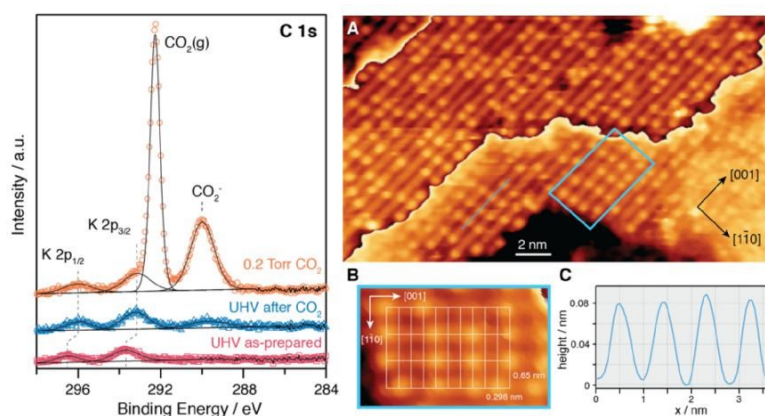 C 1s
CO₂(g)
CO₂⁻
K 2p₃/₂
K 2p₁/₂
0.2 Torr CO₂
UHV after CO₂
UHV as-prepared
Intensity / a.u.
296 292 288 284
Binding Energy / eV
A
[001]
[11̄0]
2 nm
B
[001]
[11̄0]
0.65 nm
0.298 nm
C
0.08
0.04
0
height / nm
0 1 2 3
x / nm